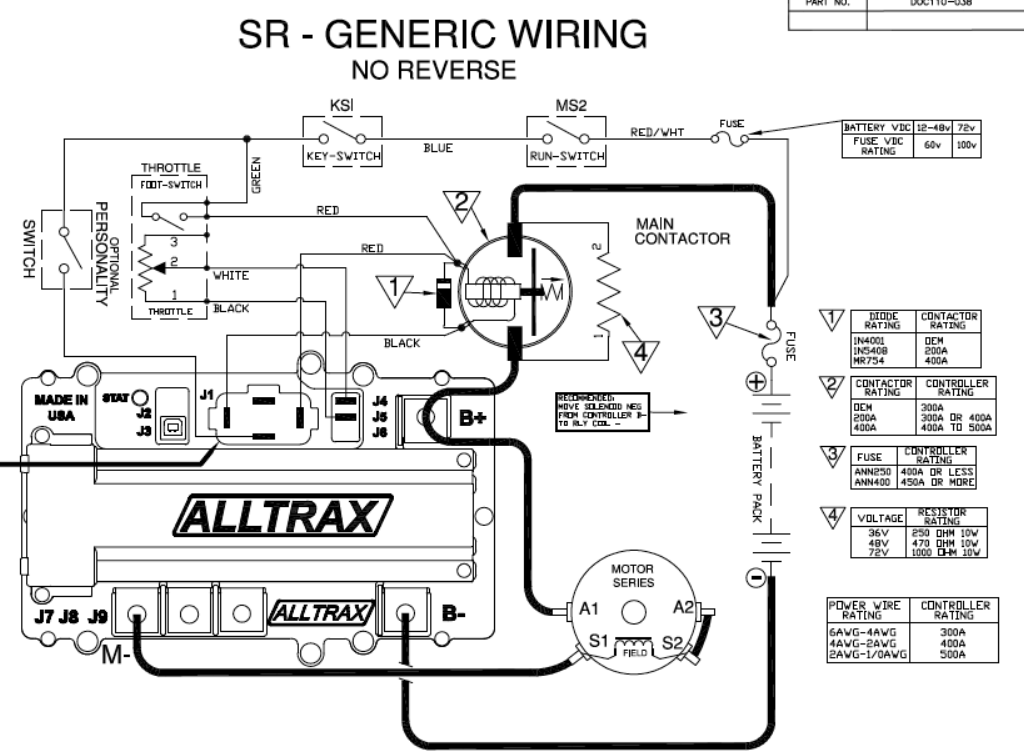 PART NO. DOC110-038
SR - GENERIC WIRING
NO REVERSE
KSI
KEY-SWITCH
BLUE
MS2
RUN-SWITCH
RED/WHT
FUSE
BATTERY VDC 12-48v 72v
FUSE VDC RATING 60v 100v
THROTTLE
FOOT-SWITCH
GREEN
3
2
1
THROTTLE
SWITCH
PERSONALITY
OPTIONAL
RED
RED
WHITE
BLACK
BLACK
1
2
MAIN
CONTACTOR
2
1
4
3
FUSE
RECOMMENDED:
MOVE SOLENOID NEG
FROM CONTROLLER B-
TO RLY COIL -
+
BATTERY PACK
-
1
DIODE RATING CONTACTOR RATING
1N4001 OEM
1N5408 200A
MR754 400A
2
CONTACTOR RATING CONTROLLER RATING
OEM 300A
200A 300A OR 400A
400A 400A TO 500A
3
FUSE CONTROLLER RATING
ANN250 400A OR LESS
ANN400 450A OR MORE
4
VOLTAGE RESISTOR RATING
36V 250 OHM 10W
48V 470 OHM 10W
72V 1000 OHM 10W
POWER WIRE RATING CONTROLLER RATING
6AWG-4AWG 300A
4AWG-2AWG 400A
2AWG-1/0AWG 500A
MADE IN
USA
STAT
J2
J3
J1
J4
J5
J6
B+
ALLTRAX
J7 J8 J9
ALLTRAX
B-
M-
MOTOR
SERIES
A1 A2
S1 S2
FIELD